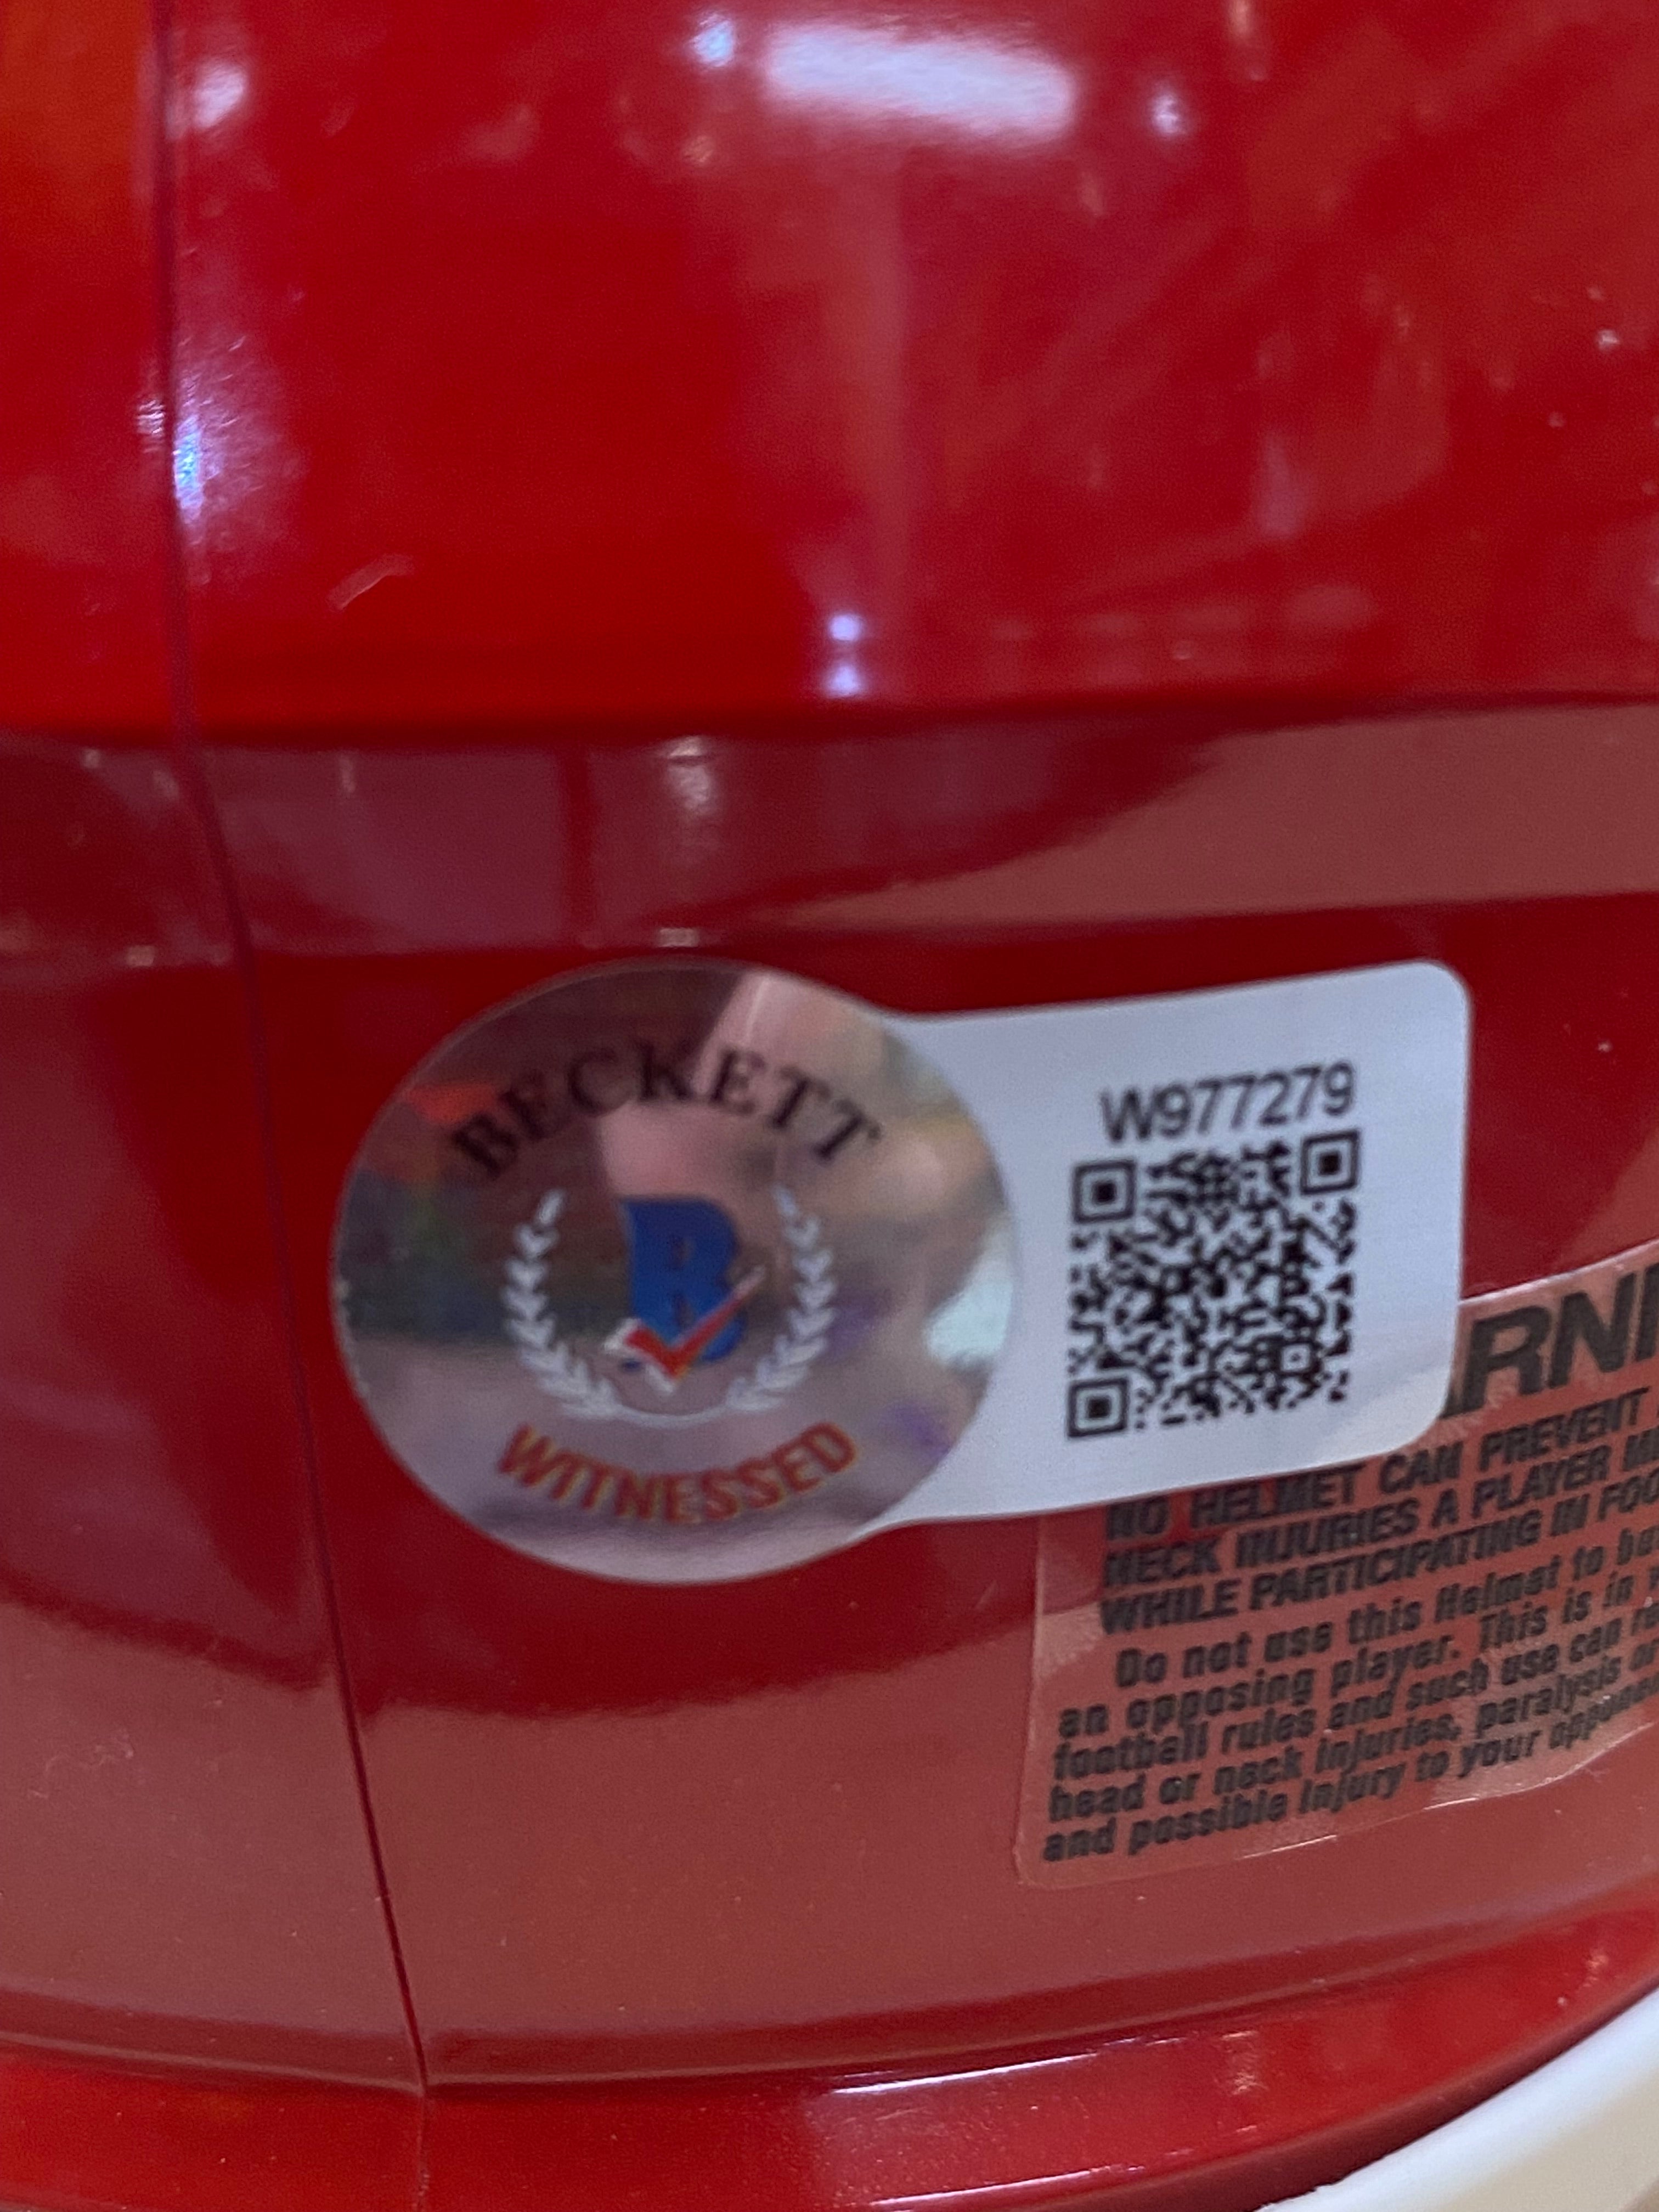 BECKETT
B
WITNESSED
W977279
ARNI
NO HELMET CAN PREVENT
NECK INJURIES A PLAYER
WHILE PARTICIPATING IN
Do not use this Helmet to
an opposing player. This is in
football rules and such use can
head or neck injuries, paralysis
and possible injury to your